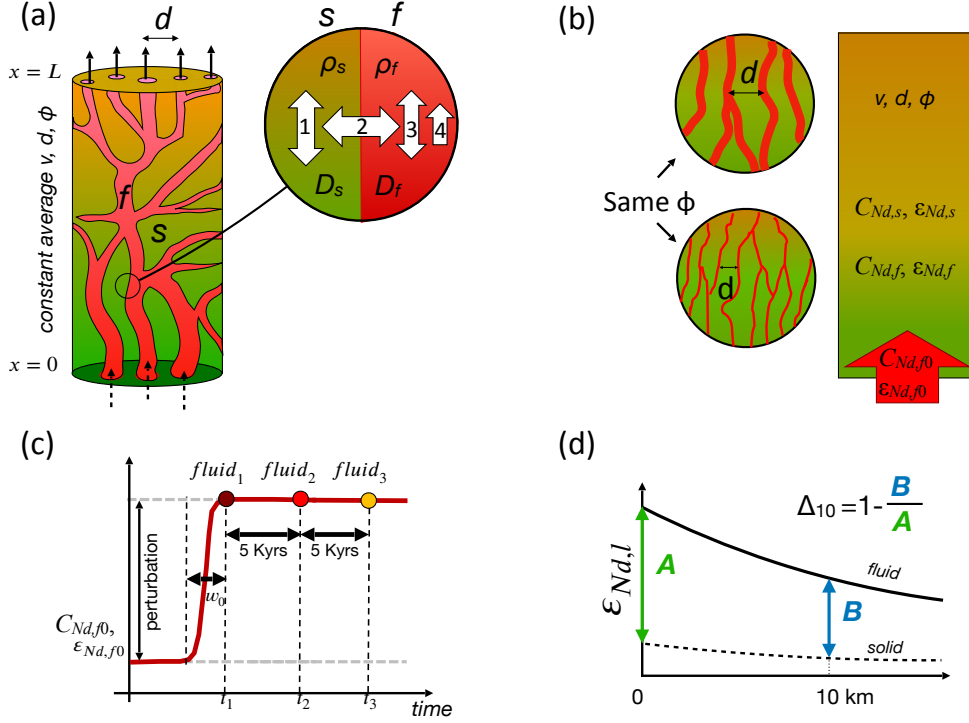 (a)
d
s f
x = L
ρs ρf
1 2 3 4
Ds Df
constant average v, d, ϕ
f
s
x = 0
(b)
d
Same ϕ
d
v, d, ϕ
CNd,s, εNd,s
CNd,f, εNd,f
CNd,f0
εNd,f0
(c)
fluid1 fluid2 fluid3
perturbation
5 Kyrs 5 Kyrs
w0
CNd,f0,
εNd,f0
t1 t2 t3 time
(d)
Δ10 =1- B
A
εNd,l
A
fluid
B
solid
0 10 km